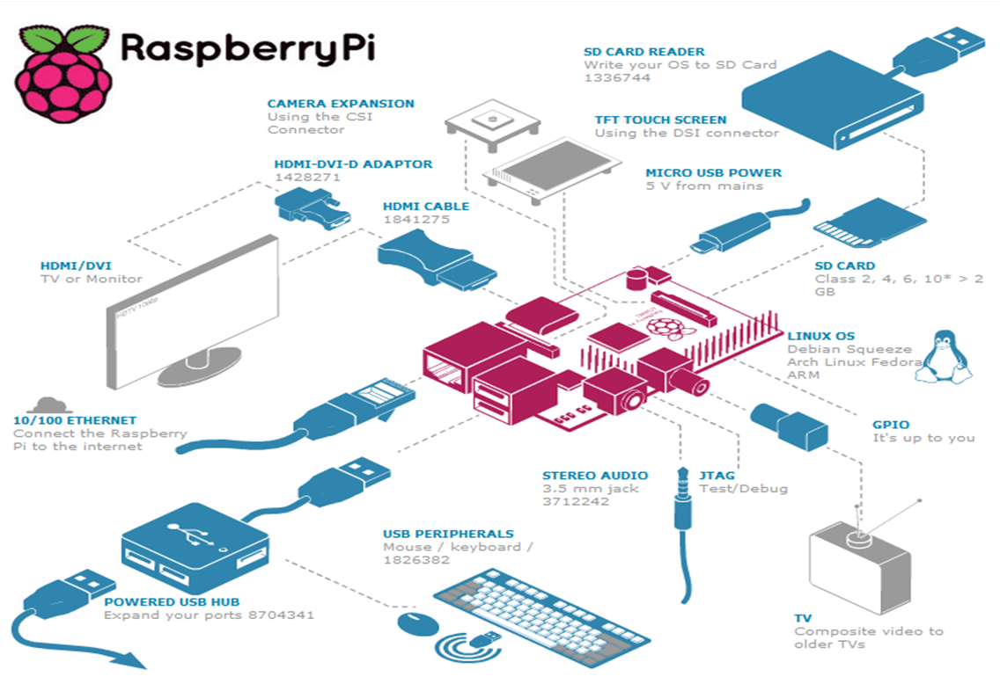 RaspberryPi
SD CARD READER
Write your OS to SD Card
1336744
CAMERA EXPANSION
Using the CSI
Connector
TFT TOUCH SCREEN
Using the DSI connector
HDMI-DVI-D ADAPTOR
1428271
MICRO USB POWER
5 V from mains
HDMI CABLE
1841275
HDMI/DVI
TV or Monitor
HDTV 1080p
SD CARD
Class 2, 4, 6, 10* > 2
GB
LINUX OS
Debian Squeeze
Arch Linux Fedora
ARM
10/100 ETHERNET
Connect the Raspberry
Pi to the internet
GPIO
It's up to you
STEREO AUDIO
3.5 mm jack
3712242
JTAG
Test/Debug
USB PERIPHERALS
Mouse / keyboard /
1826382
POWERED USB HUB
Expand your ports 8704341
TV
Composite video to
older TVs